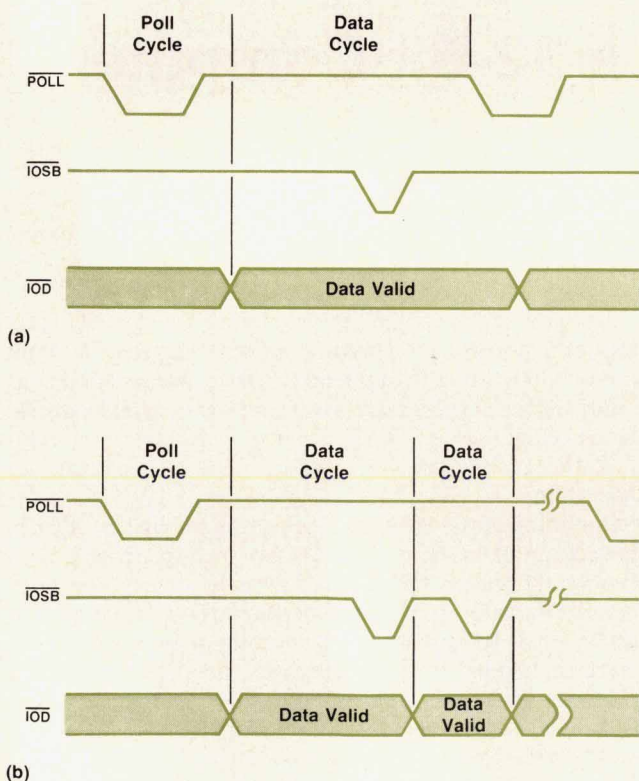 Poll Cycle
Data Cycle
POLL
IOSB
IOD
Data Valid
(a)
Poll Cycle
Data Cycle
Data Cycle
POLL
IOSB
IOD
Data Valid
Data Valid
(b)